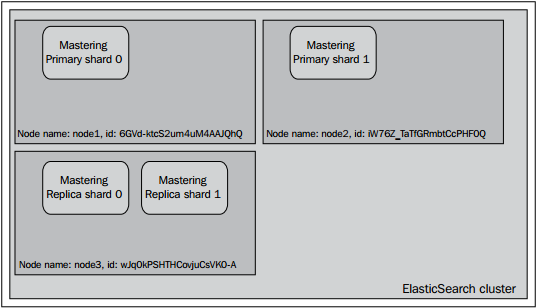 Mastering
Primary shard 0
Mastering
Primary shard 1
Node name: node1, id: 6GVd-ktcS2um4uM4AAJQhQ
Node name: node2, id: iW76Z_TaTfGRmbtCcPHF0Q
Mastering
Replica shard 0
Mastering
Replica shard 1
Node name: node3, id: wJq0kPSHTHCovjuCsVK0-A
ElasticSearch cluster